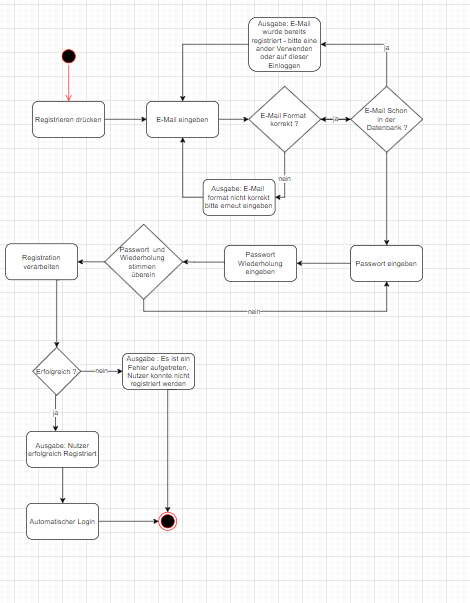 Ausgabe: E-Mail
wurde bereits
registriert - bitte eine
ander Verwenden
oder auf dieser
Einloggen
ja
Registrieren drücken
E-Mail eingeben
E-Mail Format
korrekt ?
ja
E-Mail Schon
in der
Datenbank ?
nein
Ausgabe: E-Mail
format nicht korrekt
bitte erneut eingeben
Registration
verarbeiten
Passwort und
Wiederholung
stimmen
überein
Passwort
Wiederholung
eingeben
Passwort eingeben
nein
Erfolgreich ?
nein
Ausgabe : Es ist ein
Fehler aufgetreten,
Nutzer konnte nicht
registriert werden
ja
Ausgabe: Nutzer
erfolgreich Registriert
Automatischer Login